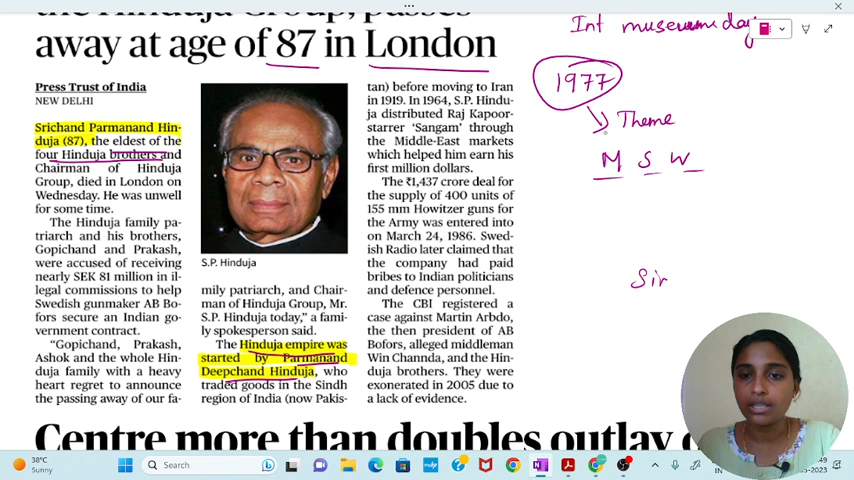 the Hinduja Group, passes
away at age of 87 in London
Press Trust of India
NEW DELHI
Srichand Parmanand Hin-
duja (87), the eldest of the
four Hinduja brothers and
Chairman of Hinduja
Group, died in London on
Wednesday. He was unwell
for some time.
The Hinduja family pa-
triarch and his brothers,
Gopichand and Prakash,
were accused of receiving
nearly SEK 81 million in il-
legal commissions to help
Swedish gunmaker AB Bo-
fors secure an Indian go-
vernment contract.
"Gopichand, Prakash,
Ashok and the whole Hin-
duja family with a heavy
heart regret to announce
the passing away of our fa-
S.P. Hinduja
mily patriarch, and Chair-
man of Hinduja Group, Mr.
S.P. Hinduja today," a fami-
ly spokesperson said.
The Hinduja empire was
started by Parmanand
Deepchand Hinduja, who
traded goods in the Sindh
region of India (now Pakis-
tan) before moving to Iran
in 1919. In 1964, S.P. Hindu-
ja distributed Raj Kapoor-
starrer 'Sangam' through
the Middle-East markets
which helped him earn his
first million dollars.
The ₹1,437 crore deal for
the supply of 400 units of
155 mm Howitzer guns for
the Army was entered into
on March 24, 1986. Swed-
ish Radio later claimed that
the company had paid
bribes to Indian politicians
and defence personnel.
The CBI registered a
case against Martin Arbdo,
the then president of AB
Bofors, alleged middleman
Win Channda, and the Hin-
duja brothers. They were
exonerated in 2005 due to
a lack of evidence.
Centre more than doubles outlay
Int museum day
1977
Theme
M S W
Sir
38°C
Sunny
Search